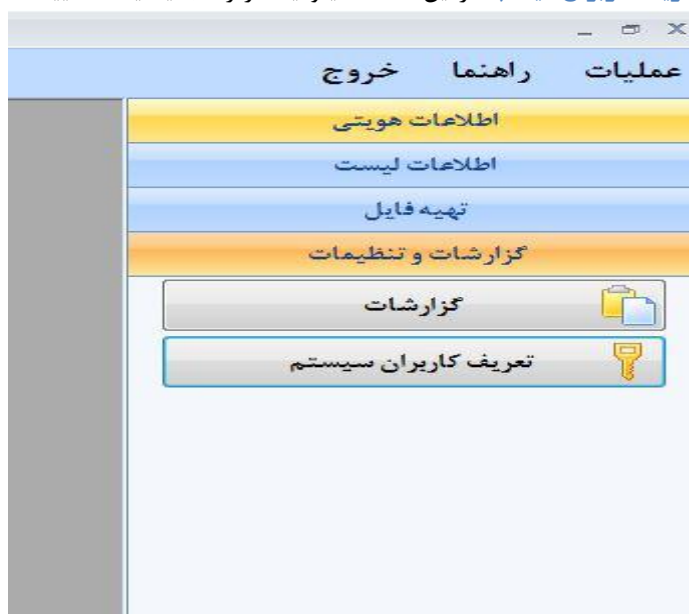 عملیات راهنما خروج
اطلاعات هویتی
اطلاعات لیست
تهیه فایل
گزارشات و تنظیمات
گزارشات
تعریف کاربران سیستم